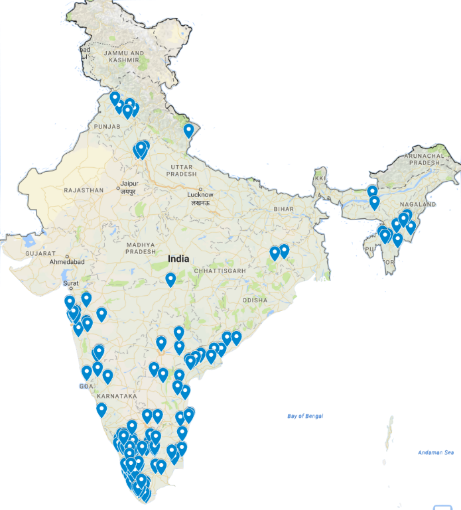 JAMMU AND
KASHMIR
PUNJAB
UTTAR
PRADESH
ARUNACHAL
PRADESH
Jaipur
जयपुर
Lucknow
लखनऊ
RAJASTHAN
NAGALAND
BIHAR
GUJARAT
Ahmedabad
MADHYA
PRADESH
India
CHHATTISGARH
Surat
ODISHA
KARNATAKA
Bay of Bengal
Andaman Sea